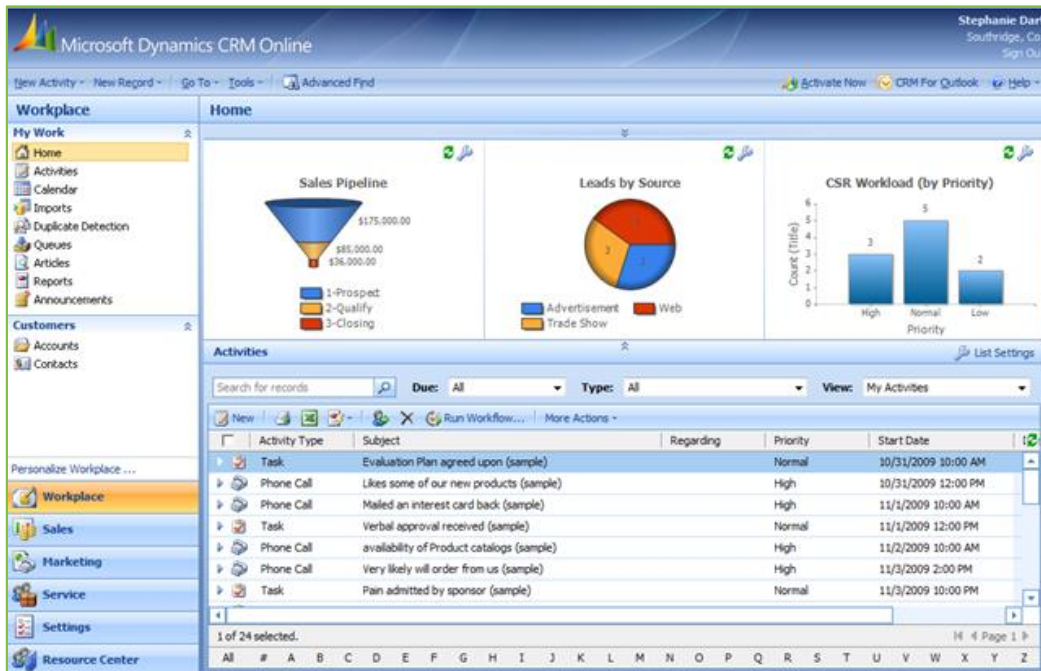 Microsoft Dynamics CRM Online
Stephanie Dar
Southridge, Co
Sign Ou
New Activity
New Record
Go To
Tools
Advanced Find
Activate Now
CRM For Outlook
Help
Workplace
My Work
Home
Activities
Calendar
Imports
Duplicate Detection
Queues
Articles
Reports
Announcements
Customers
Accounts
Contacts
Personalize Workplace ...
Workplace
Sales
Marketing
Service
Settings
Resource Center
Home
Sales Pipeline
$175,000.00
$85,000.00
$36,000.00
1-Prospect
2-Qualify
3-Closing
Leads by Source
3
Advertisement
Web
Trade Show
CSR Workload (by Priority)
Count (Title)
6
5
4
3
2
1
0
3
5
2
High
Normal
Low
Priority
Activities
List Settings
Search for records
Due: All
Type: All
View: My Activities
New
Run Workflow...
More Actions
Activity Type Subject Regarding Priority Start Date
Task Evaluation Plan agreed upon (sample) Normal 10/31/2009 10:00 AM
Phone Call Likes some of our new products (sample) High 10/31/2009 12:00 PM
Phone Call Mailed an interest card back (sample) High 11/1/2009 10:00 AM
Task Verbal approval received (sample) Normal 11/1/2009 12:00 PM
Phone Call availability of Product catalogs (sample) High 11/2/2009 10:00 AM
Phone Call Very likely will order from us (sample) High 11/3/2009 2:00 PM
Task Pain admitted by sponsor (sample) Normal 11/3/2009 10:00 PM
1 of 24 selected.
Page 1
All # A B C D E F G H I J K L M N O P Q R S T U V W X Y Z